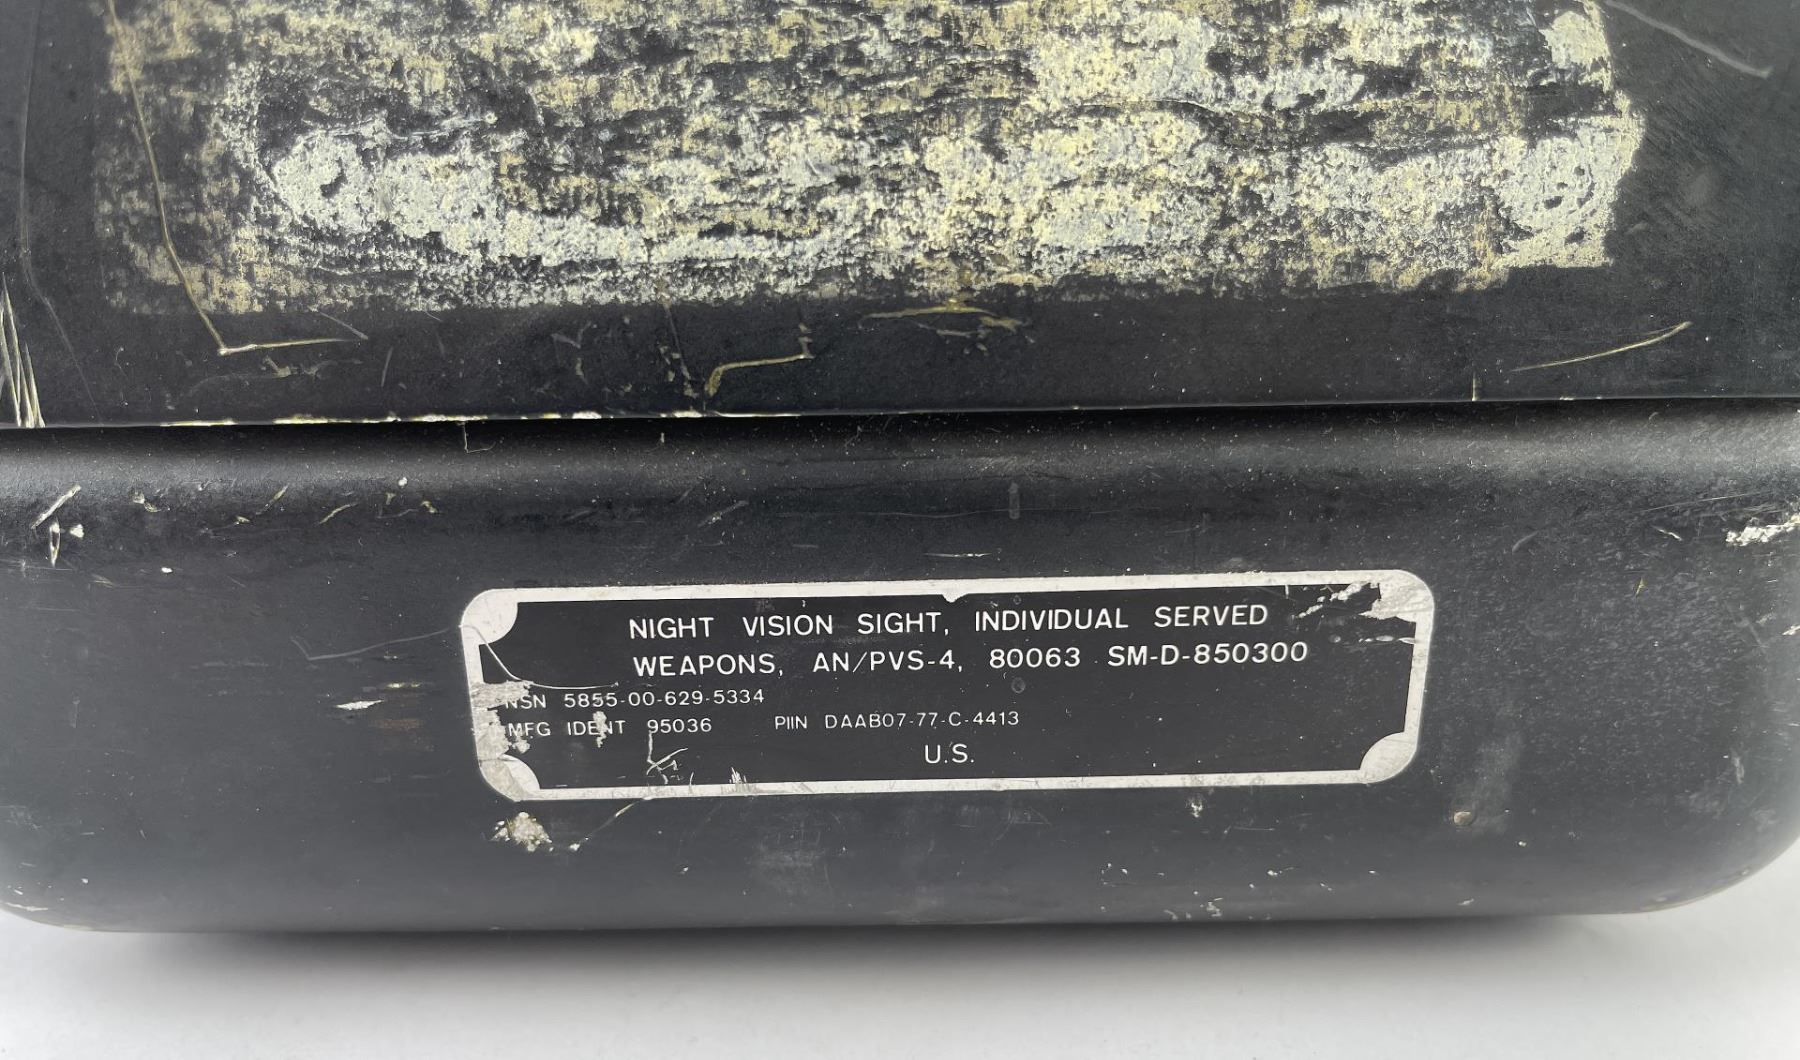 NIGHT VISION SIGHT, INDIVIDUAL SERVED
WEAPONS, AN/PVS-4, 80063 SM-D-850300
NSN 5855-00-629-5334
MFG IDENT 95036 PIIN DAAB07-77-C-4413
U.S.